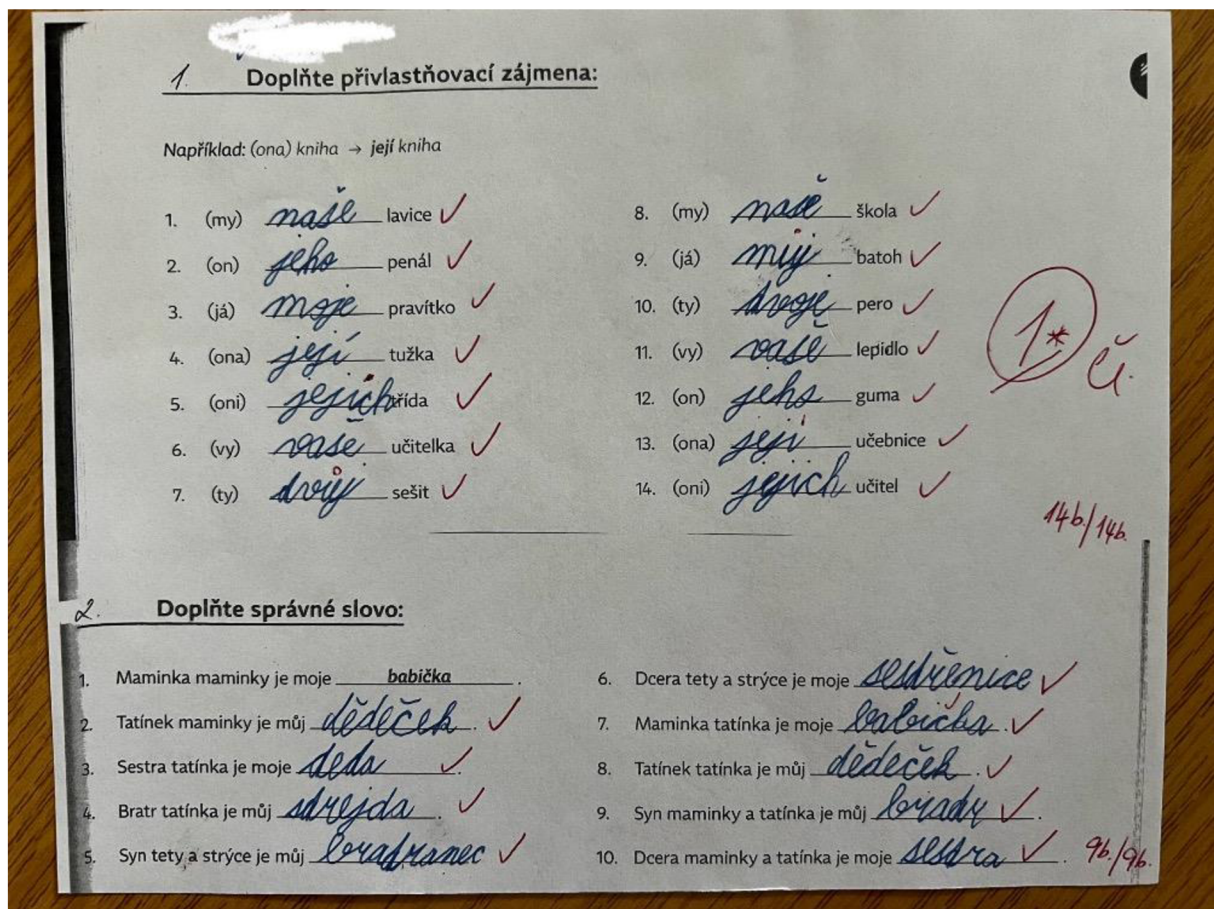 1. Doplňte přivlastňovací zájmena:
Například: (ona) kniha → její kniha
1. (my) naše lavice ✓
2. (on) jeho penál ✓
3. (já) moje pravítko ✓
4. (ona) její tužka ✓
5. (oni) jejich třída ✓
6. (vy) vaše učitelka ✓
7. (ty) tvůj sešit ✓
8. (my) naše škola ✓
9. (já) můj batoh ✓
10. (ty) tvoje pero ✓
11. (vy) vaše lepidlo ✓
12. (on) jeho guma ✓
13. (ona) její učebnice ✓
14. (oni) jejich učitel ✓
1* Č.
14b./14b.
2. Doplňte správné slovo:
1. Maminka maminky je moje babička.
2. Tatínek maminky je můj dědeček. ✓
3. Sestra tatínka je moje teta. ✓
4. Bratr tatínka je můj strejda. ✓
5. Syn tety a strýce je můj bratranec ✓
6. Dcera tety a strýce je moje sestřenice ✓
7. Maminka tatínka je moje babička. ✓
8. Tatínek tatínka je můj dědeček. ✓
9. Syn maminky a tatínka je můj bratr ✓.
10. Dcera maminky a tatínka je moje sestra ✓.
9b./9b.